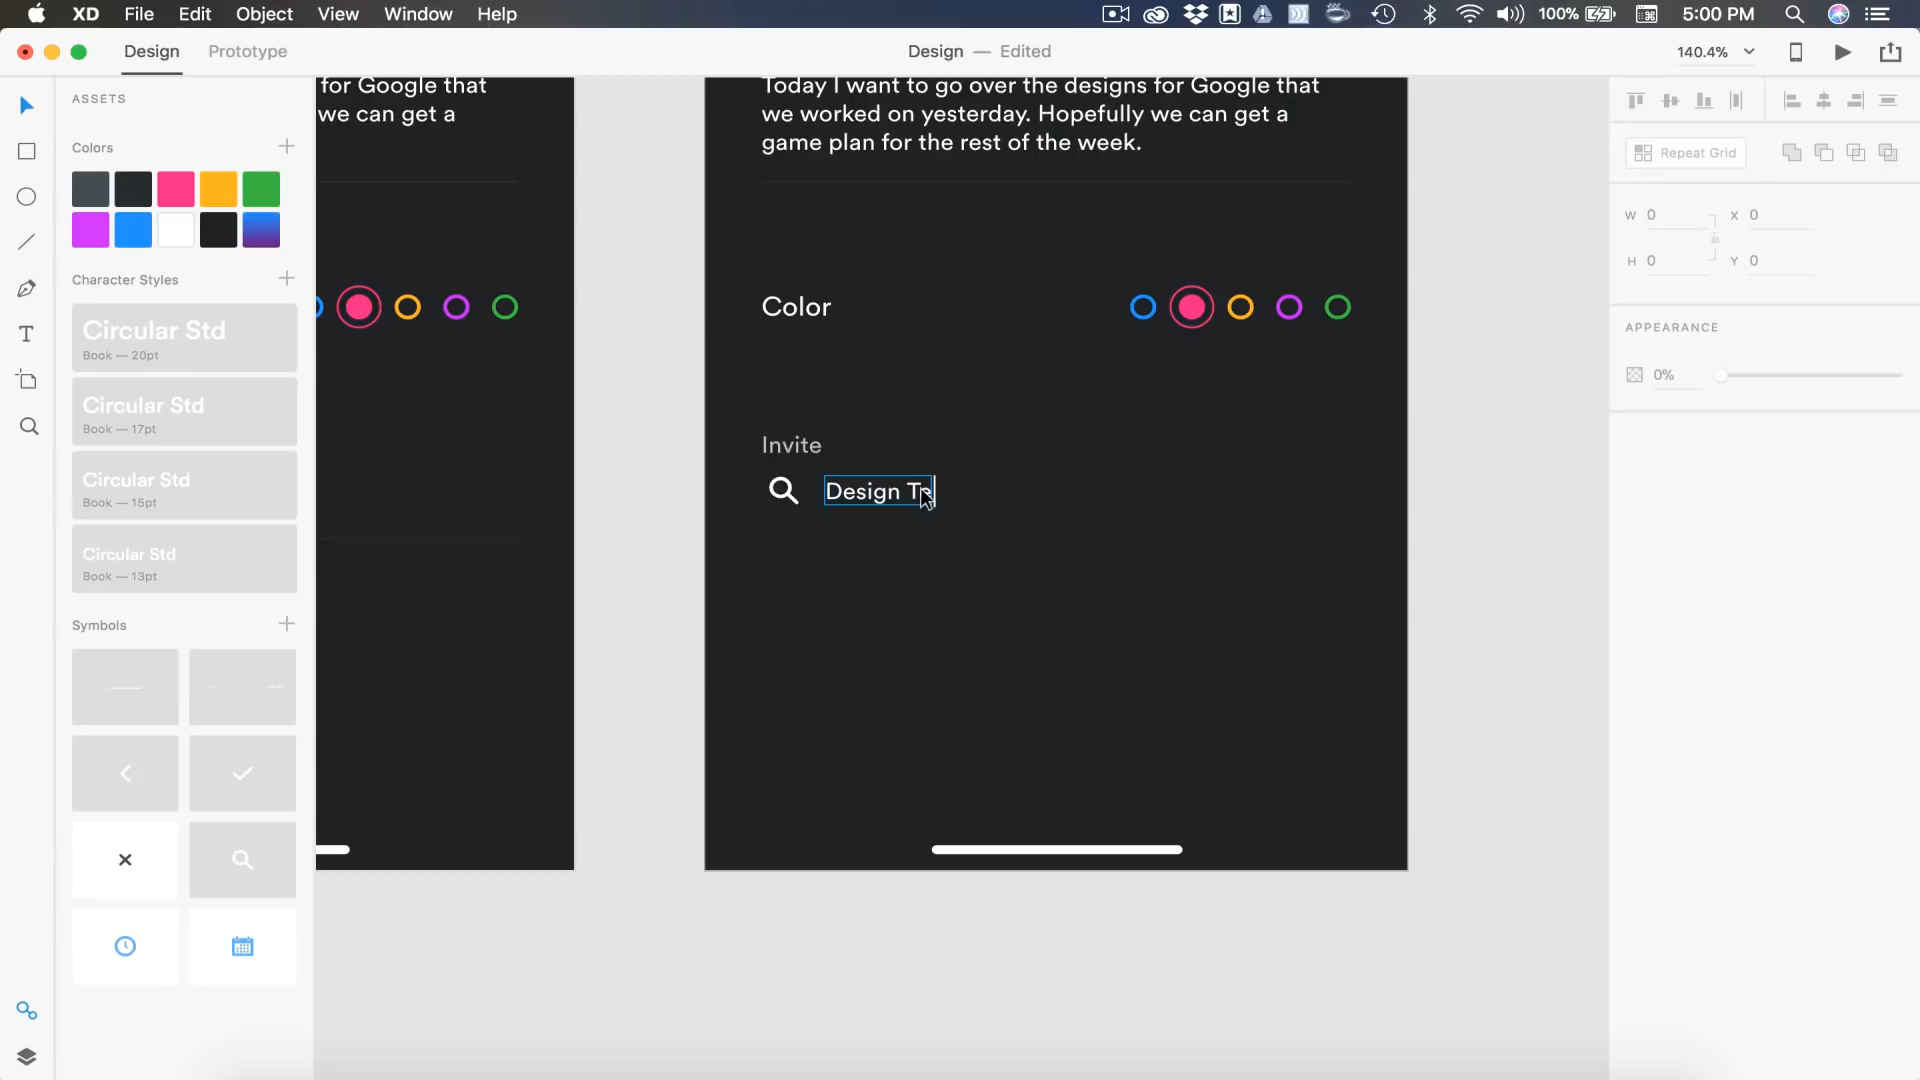 XD File Edit Object View Window Help
100% 5:00 PM
Design Prototype
Design — Edited
140.4%
ASSETS
Colors
Character Styles
Circular Std
Book — 20pt
Circular Std
Book — 17pt
Circular Std
Book — 15pt
Circular Std
Book — 13pt
Symbols
for Google that
we can get a
Today I want to go over the designs for Google that
we worked on yesterday. Hopefully we can get a
game plan for the rest of the week.
Color
Invite
Design Te
Repeat Grid
W 0 X 0
H 0 Y 0
APPEARANCE
0%